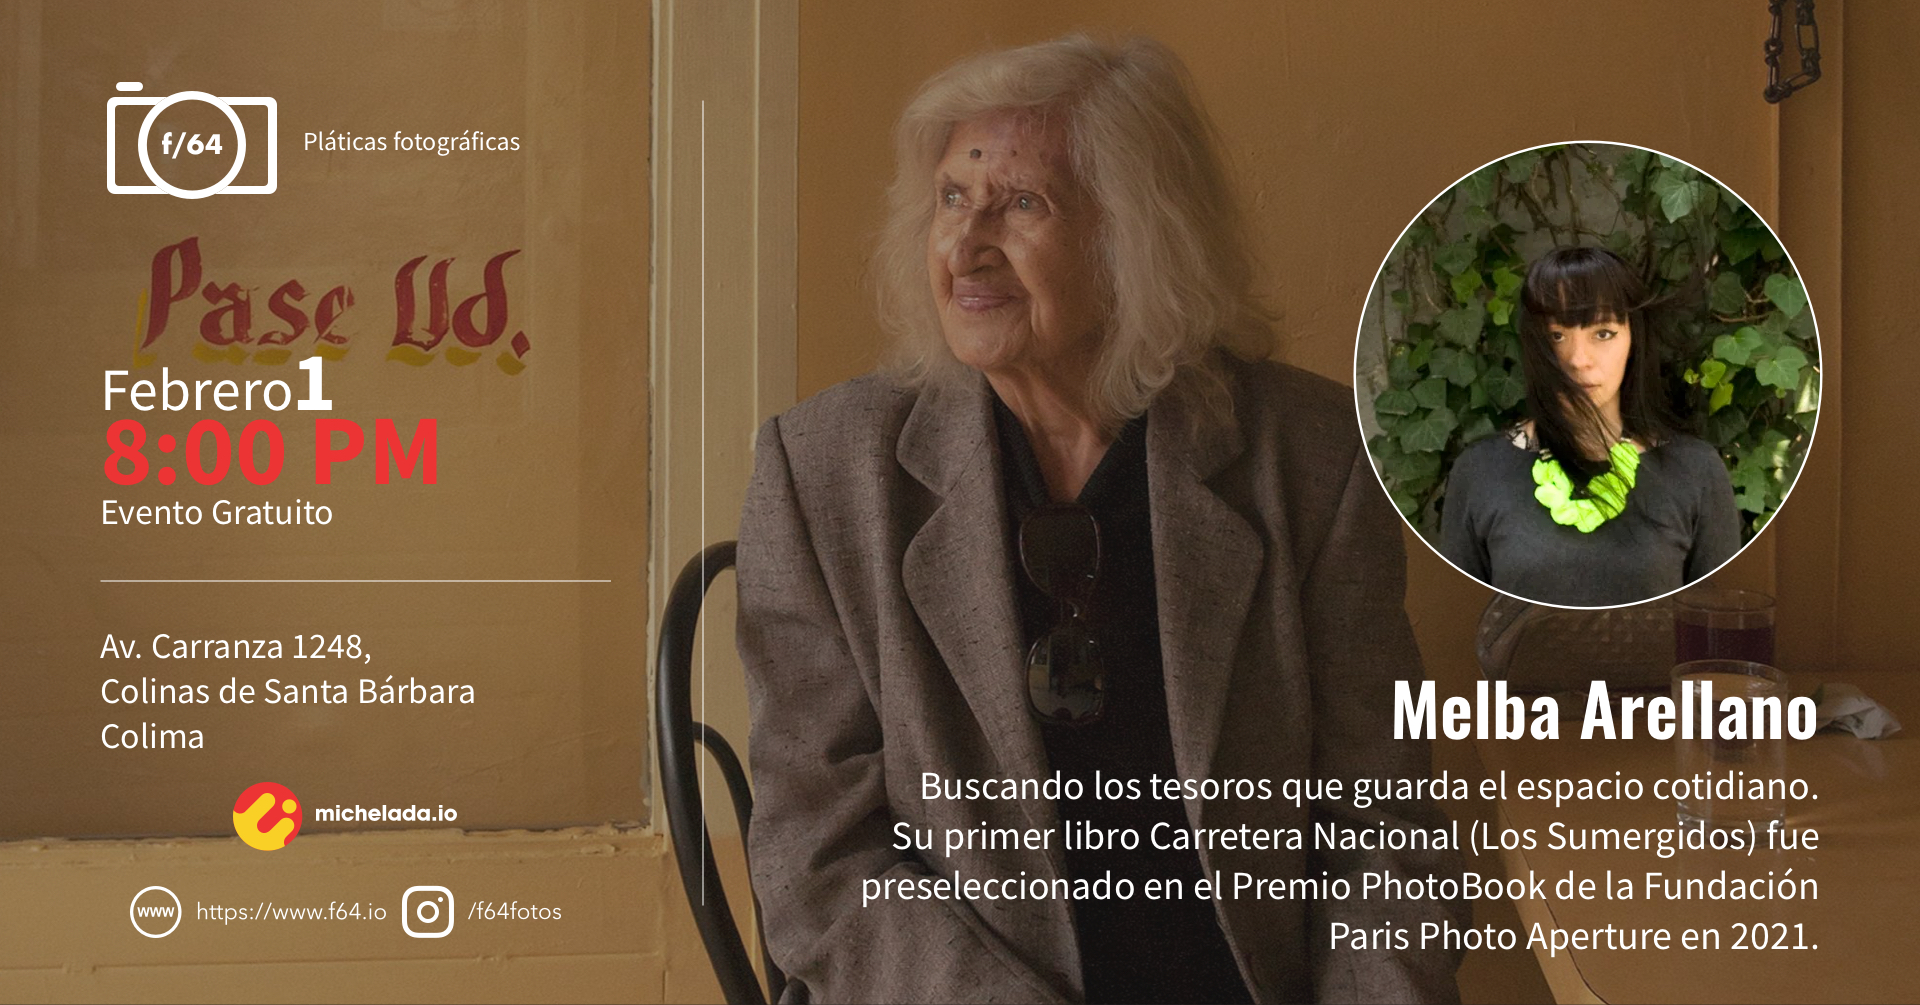 f/64
Pláticas fotográficas
Pase Ud.
Febrero 1
8:00 PM
Evento Gratuito
Av. Carranza 1248,
Colinas de Santa Bárbara
Colima
michelada.io
www
https://www.f64.io
/f64fotos
Melba Arellano
Buscando los tesoros que guarda el espacio cotidiano.
Su primer libro Carretera Nacional (Los Sumergidos) fue
preseleccionado en el Premio PhotoBook de la Fundación
Paris Photo Aperture en 2021.